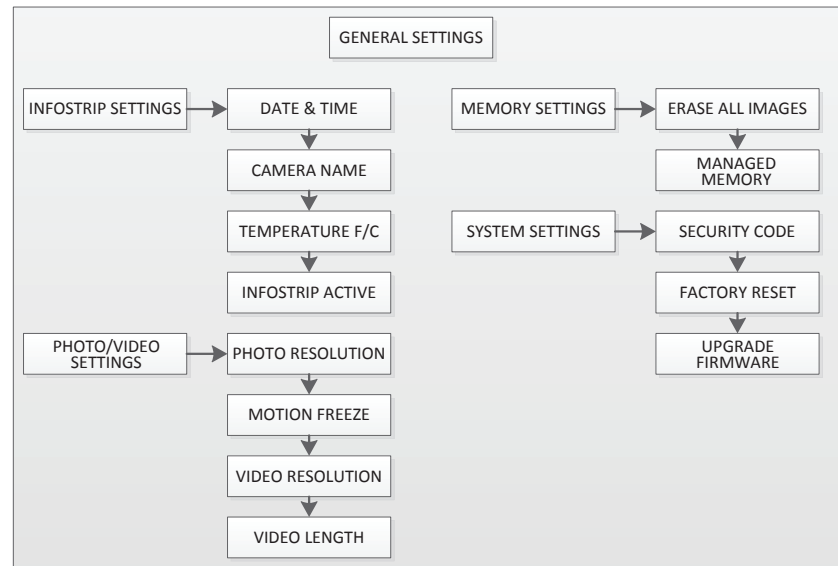 GENERAL SETTINGS
INFOSTRIP SETTINGS
DATE & TIME
CAMERA NAME
TEMPERATURE F/C
INFOSTRIP ACTIVE
PHOTO/VIDEO
SETTINGS
PHOTO RESOLUTION
MOTION FREEZE
VIDEO RESOLUTION
VIDEO LENGTH
MEMORY SETTINGS
ERASE ALL IMAGES
MANAGED
MEMORY
SYSTEM SETTINGS
SECURITY CODE
FACTORY RESET
UPGRADE
FIRMWARE